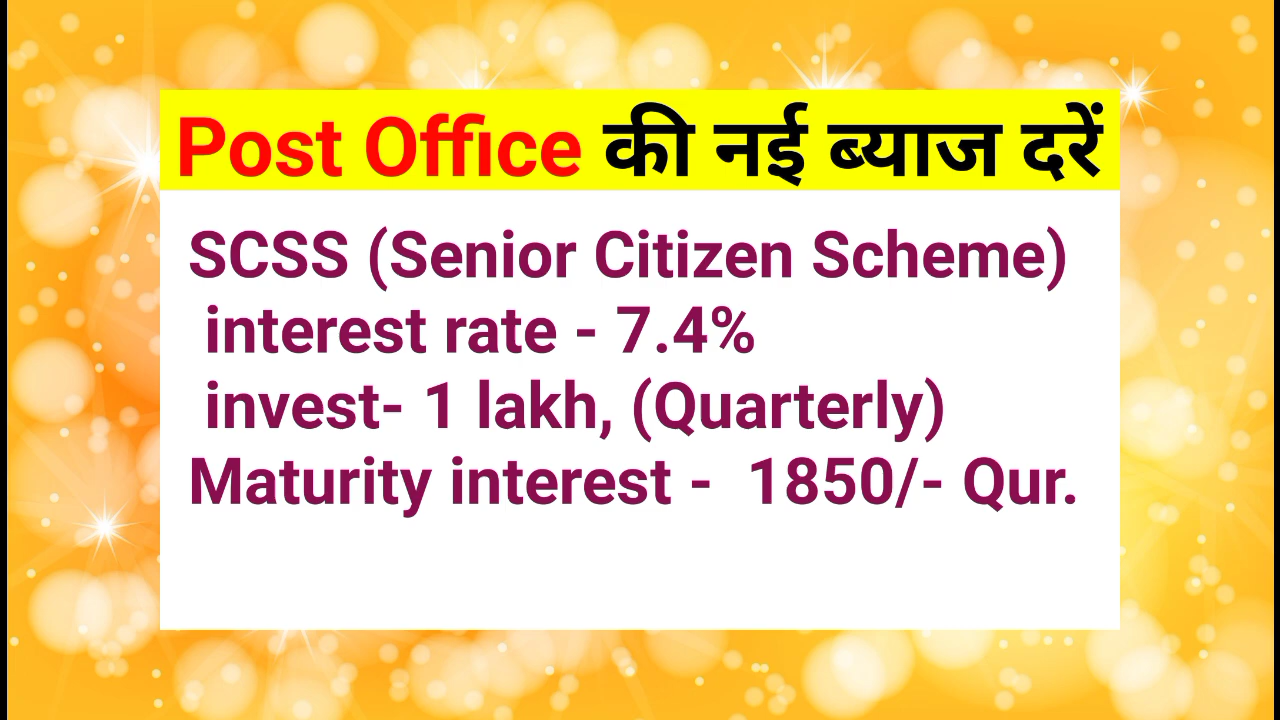 Post Office की नई ब्याज दरें
SCSS (Senior Citizen Scheme)
interest rate - 7.4%
invest- 1 lakh, (Quarterly)
Maturity interest - 1850/- Qur.